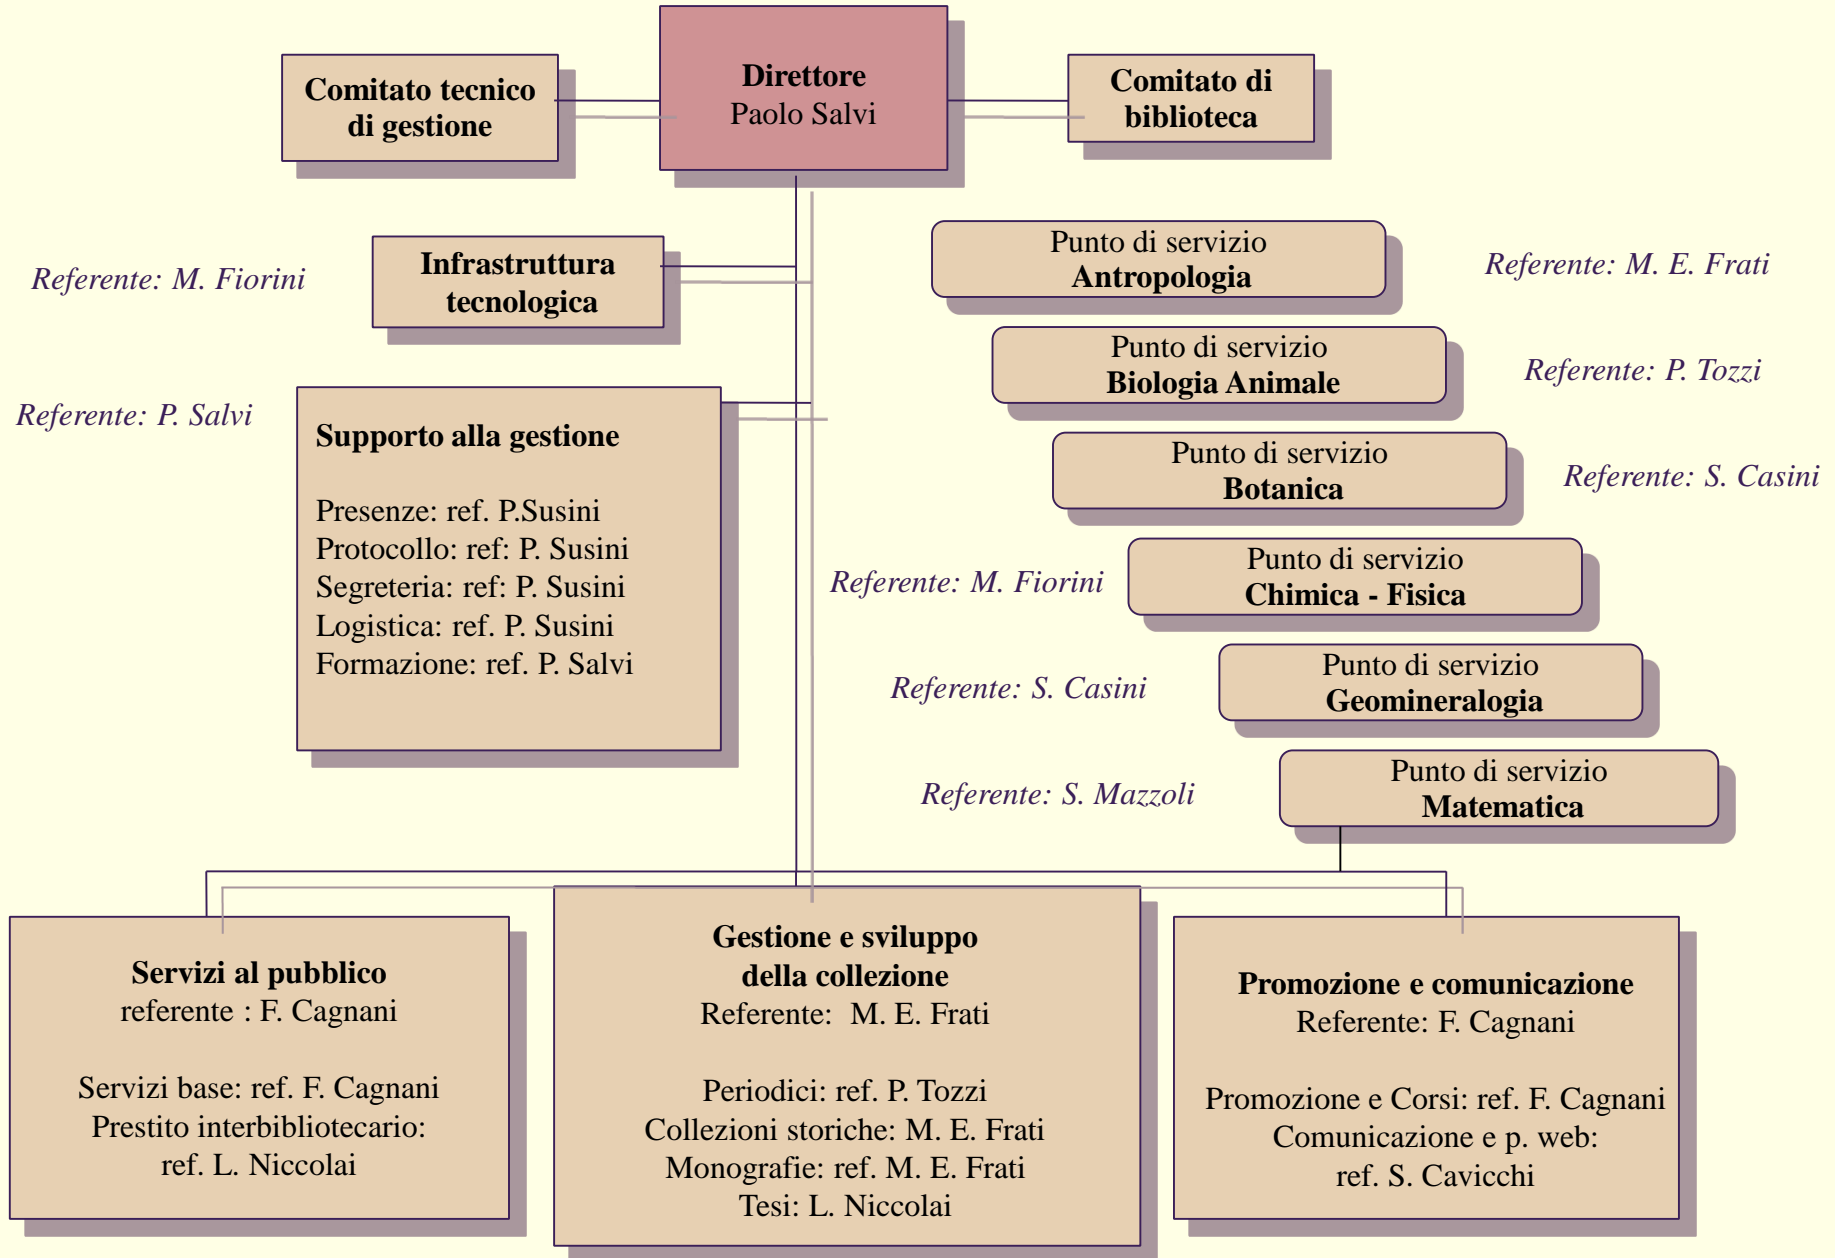 Direttore
Paolo Salvi
Comitato tecnico
di gestione
Comitato di
biblioteca
Infrastruttura
tecnologica
Referente: M. Fiorini
Punto di servizio
Antropologia
Referente: M. E. Frati
Punto di servizio
Biologia Animale
Referente: P. Tozzi
Referente: P. Salvi
Supporto alla gestione
Presenze: ref. P.Susini
Protocollo: ref: P. Susini
Segreteria: ref: P. Susini
Logistica: ref. P. Susini
Formazione: ref. P. Salvi
Punto di servizio
Botanica
Referente: S. Casini
Referente: M. Fiorini
Punto di servizio
Chimica - Fisica
Referente: S. Casini
Punto di servizio
Geomineralogia
Referente: S. Mazzoli
Punto di servizio
Matematica
Servizi al pubblico
referente : F. Cagnani
Servizi base: ref. F. Cagnani
Prestito interbibliotecario:
ref. L. Niccolai
Gestione e sviluppo
della collezione
Referente: M. E. Frati
Periodici: ref. P. Tozzi
Collezioni storiche: M. E. Frati
Monografie: ref. M. E. Frati
Tesi: L. Niccolai
Promozione e comunicazione
Referente: F. Cagnani
Promozione e Corsi: ref. F. Cagnani
Comunicazione e p. web:
ref. S. Cavicchi